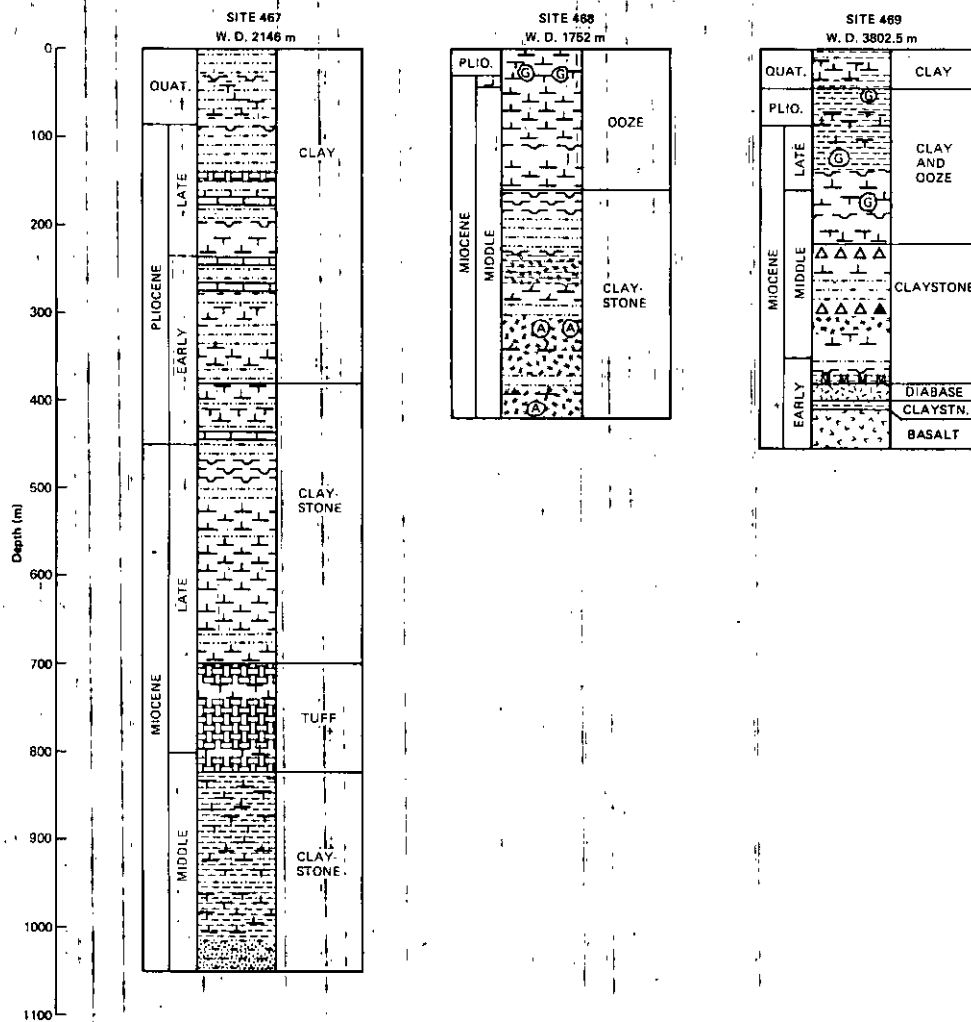 SITE 467
W. D. 2146 m
SITE 468
W. D. 1752 m
SITE 469
W. D. 3802.5 m
Depth (m)
0
100
200
300
400
500
600
700
800
900
1000
1100
QUAT.
PLIOCENE
LATE
EARLY
MIOCENE
LATE
MIDDLE
CLAY
CLAY-
STONE
TUFF
CLAY-
STONE
PLIO.
MIOCENE
MIDDLE
G G
A A
A
OOZE
CLAY-
STONE
QUAT.
PLIO.
MIOCENE
LATE
MIDDLE
EARLY
G
G
G
M M M M
CLAY
CLAY
AND
OOZE
CLAYSTONE
DIABASE
CLAYSTN.
BASALT